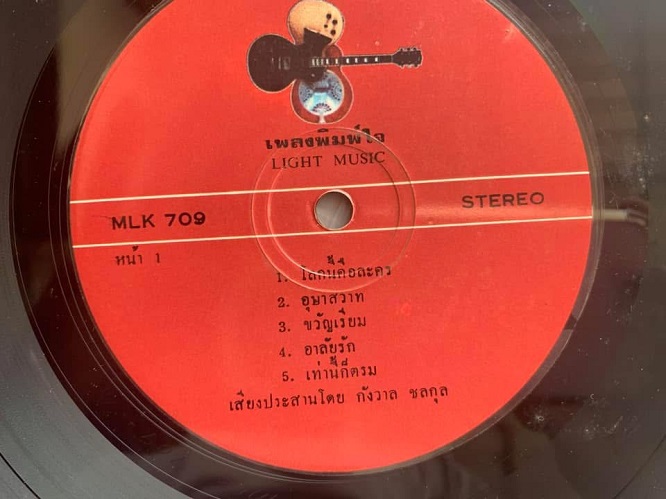 เพลงพิมพ์ใจ
LIGHT MUSIC
MLK 709
STEREO
หน้า 1
1. โลกนี้คือละคร
2. อุษาสวาท
3. ขวัญเรียม
4. อาลัยรัก
5. เท่านี้ก็ตรม
เสียงประสานโดย กังวาล ชลกุล